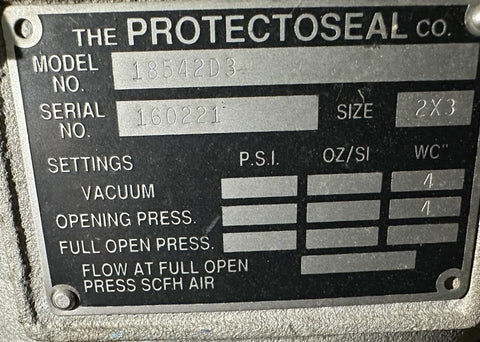 THE PROTECTOSEAL CO.
MODEL NO. 18542D3
SERIAL NO. 160221 SIZE 2X3
SETTINGS P.S.I. OZ/SI WC"
VACUUM 4
OPENING PRESS. 4
FULL OPEN PRESS.
FLOW AT FULL OPEN
PRESS SCFH AIR